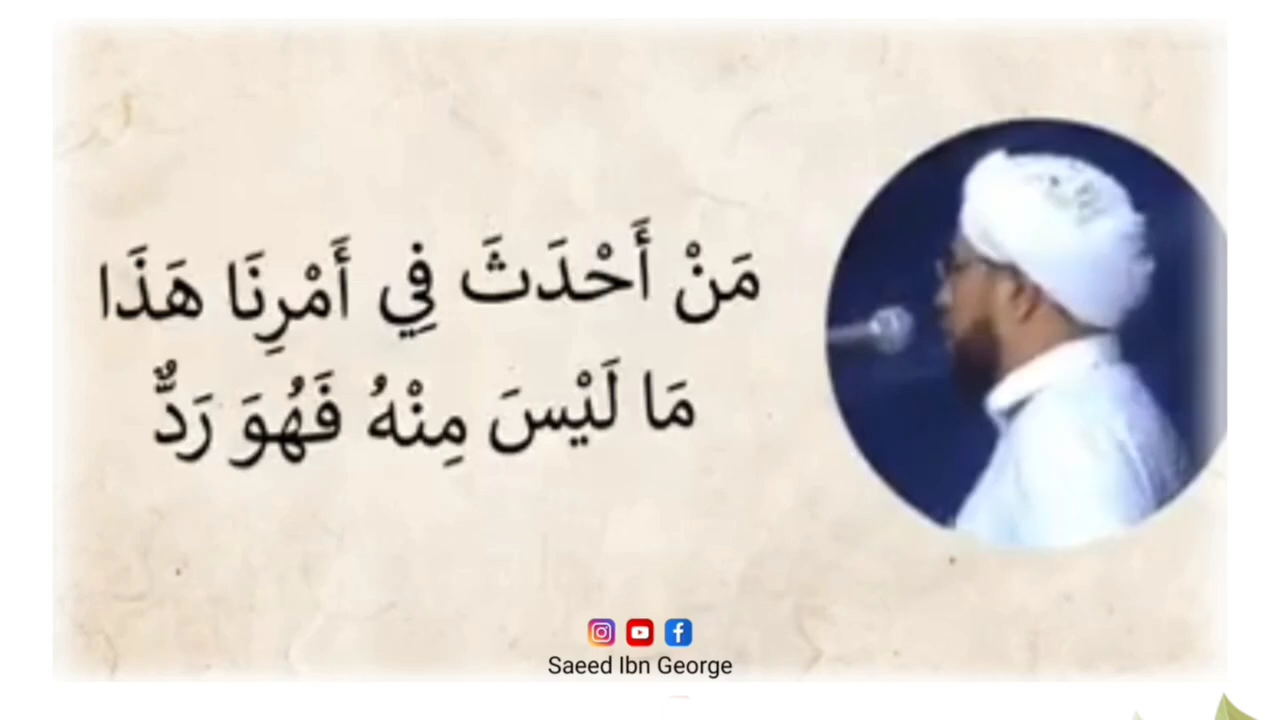 مَنْ أَحْدَثَ فِي أَمْرِنَا هَذَا
مَا لَيْسَ مِنْهُ فَهُوَ رَدٌّ
Saeed Ibn George